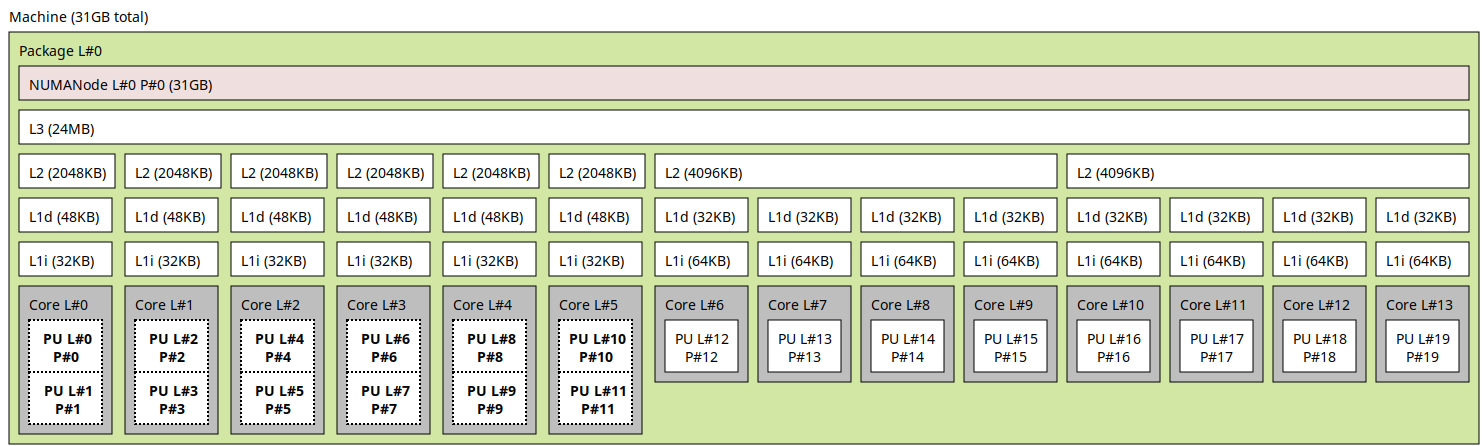 Machine (31GB total)
Package L#0
NUMANode L#0 P#0 (31GB)
L3 (24MB)
L2 (2048KB) L2 (2048KB) L2 (2048KB) L2 (2048KB) L2 (2048KB) L2 (2048KB) L2 (4096KB) L2 (4096KB)
L1d (48KB) L1d (48KB) L1d (48KB) L1d (48KB) L1d (48KB) L1d (48KB) L1d (32KB) L1d (32KB) L1d (32KB) L1d (32KB) L1d (32KB) L1d (32KB) L1d (32KB) L1d (32KB)
L1i (32KB) L1i (32KB) L1i (32KB) L1i (32KB) L1i (32KB) L1i (32KB) L1i (64KB) L1i (64KB) L1i (64KB) L1i (64KB) L1i (64KB) L1i (64KB) L1i (64KB) L1i (64KB)
Core L#0 Core L#1 Core L#2 Core L#3 Core L#4 Core L#5 Core L#6 Core L#7 Core L#8 Core L#9 Core L#10 Core L#11 Core L#12 Core L#13
PU L#0 PU L#2 PU L#4 PU L#6 PU L#8 PU L#10 PU L#12 PU L#13 PU L#14 PU L#15 PU L#16 PU L#17 PU L#18 PU L#19
P#0 P#2 P#4 P#6 P#8 P#10 P#12 P#13 P#14 P#15 P#16 P#17 P#18 P#19
PU L#1 PU L#3 PU L#5 PU L#7 PU L#9 PU L#11
P#1 P#3 P#5 P#7 P#9 P#11